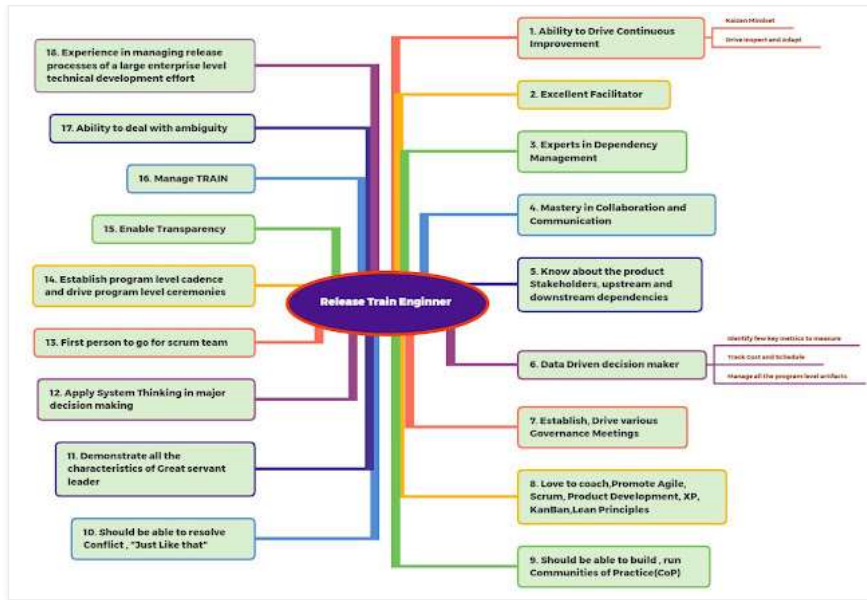 Release Train Enginner
1. Ability to Drive Continuous
Improvement
Kaizen Mindset
Drive Inspect and Adapt
2. Excellent Facilitator
3. Experts in Dependency
Management
4. Mastery in Collaboration and
Communication
5. Know about the product
Stakeholders, upstream and
downstream dependencies
6. Data Driven decision maker
Identify few key metrics to measure
Track Cost and Schedule
Manage all the program level artifacts
7. Establish, Drive various
Governance Meetings
8. Love to coach,Promote Agile,
Scrum, Product Development, XP,
KanBan,Lean Principles
9. Should be able to build , run
Communities of Practice(CoP)
10. Should be able to resolve
Conflict , "Just Like that"
11. Demonstrate all the
characteristics of Great servant
leader
12. Apply System Thinking in major
decision making
13. First person to go for scrum team
14. Establish program level cadence
and drive program level ceremonies
15. Enable Transparency
16. Manage TRAIN
17. Ability to deal with ambiguity
18. Experience in managing release
processes of a large enterprise level
technical development effort